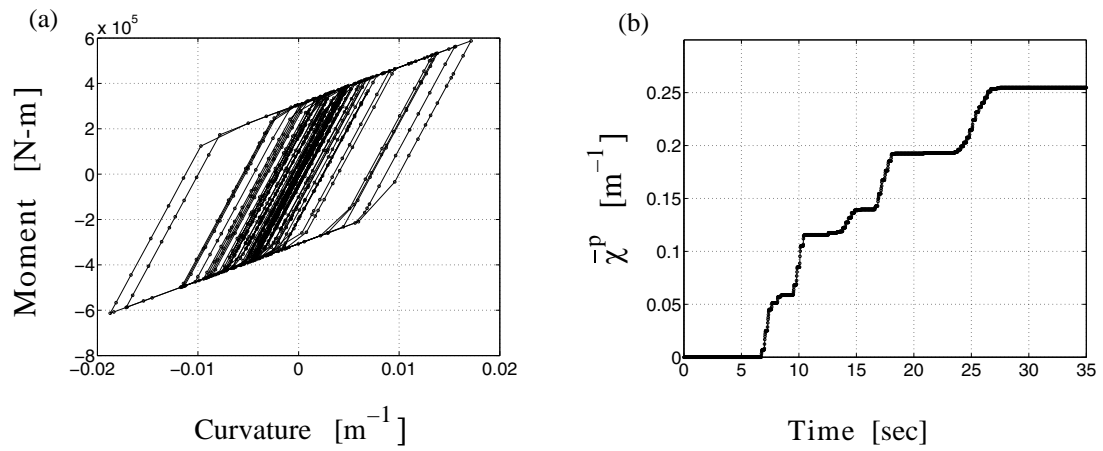 (a)
× 10⁵
6
4
2
0
−2
−4
−6
−8
−0.02 −0.01 0 0.01 0.02
Moment [N-m]
Curvature [m⁻¹]
(b)
0.25
0.2
0.15
0.1
0.05
0
0 5 10 15 20 25 30 35
χ̄ᵖ [m⁻¹]
Time [sec]